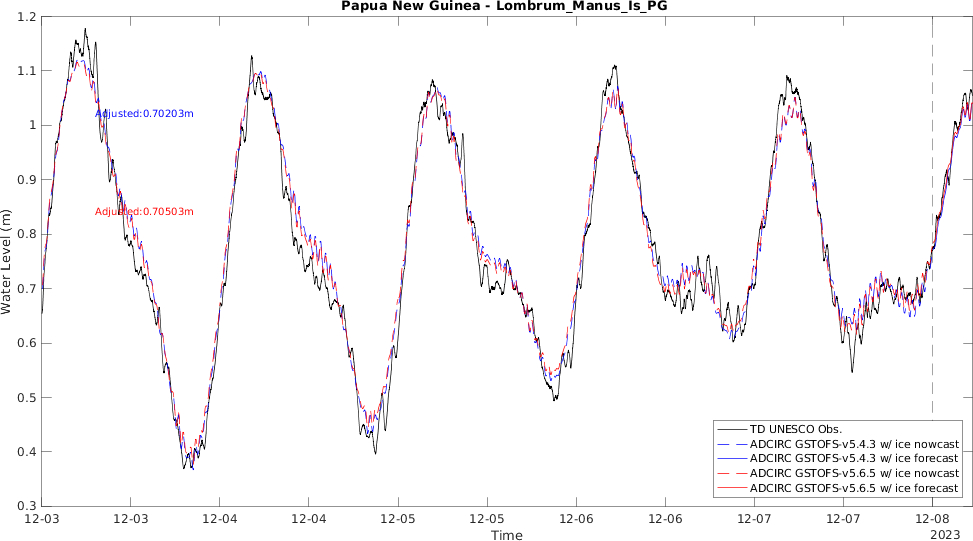 Papua New Guinea - Lombrum_Manus_Is_PG
1.2
1.1
1
0.9
0.8
0.7
0.6
0.5
0.4
0.3
Water Level (m)
Adjusted:0.70203m
Adjusted:0.70503m
TD UNESCO Obs.
ADCIRC GSTOFS-v5.4.3 w/ ice nowcast
ADCIRC GSTOFS-v5.4.3 w/ ice forecast
ADCIRC GSTOFS-v5.6.5 w/ ice nowcast
ADCIRC GSTOFS-v5.6.5 w/ ice forecast
12-03 12-03 12-04 12-04 12-05 12-05 12-06 12-06 12-07 12-07 12-08
Time
2023